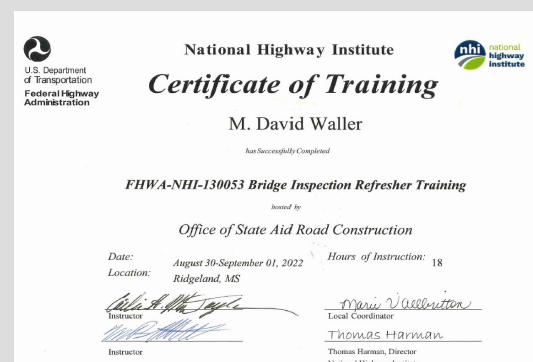 U.S. Department
of Transportation
Federal Highway
Administration
National Highway Institute
nhi national
highway
institute
Certificate of Training
M. David Waller
has Successfully Completed
FHWA-NHI-130053 Bridge Inspection Refresher Training
hosted by
Office of State Aid Road Construction
Date: August 30-September 01, 2022
Hours of Instruction: 18
Location: Ridgeland, MS
Instructor
Local Coordinator
Thomas Harman
Instructor
Thomas Harman, Director